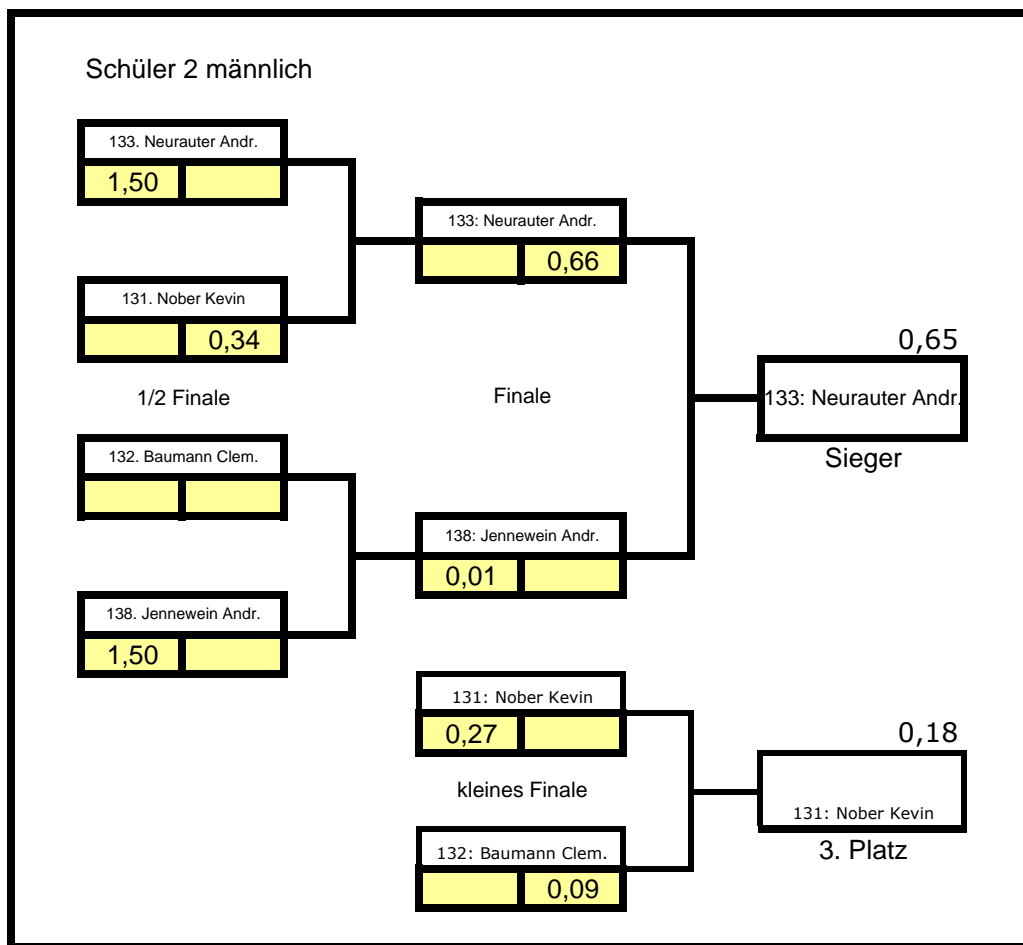 Schüler 2 männlich
133. Neurauter Andr.
1,50
133: Neurauter Andr.
0,66
131. Nober Kevin
0,34
0,65
1/2 Finale
Finale
133: Neurauter Andr.
Sieger
132. Baumann Clem.
138: Jennewein Andr.
0,01
138. Jennewein Andr.
1,50
131: Nober Kevin
0,27
0,18
kleines Finale
131: Nober Kevin
3. Platz
132: Baumann Clem.
0,09